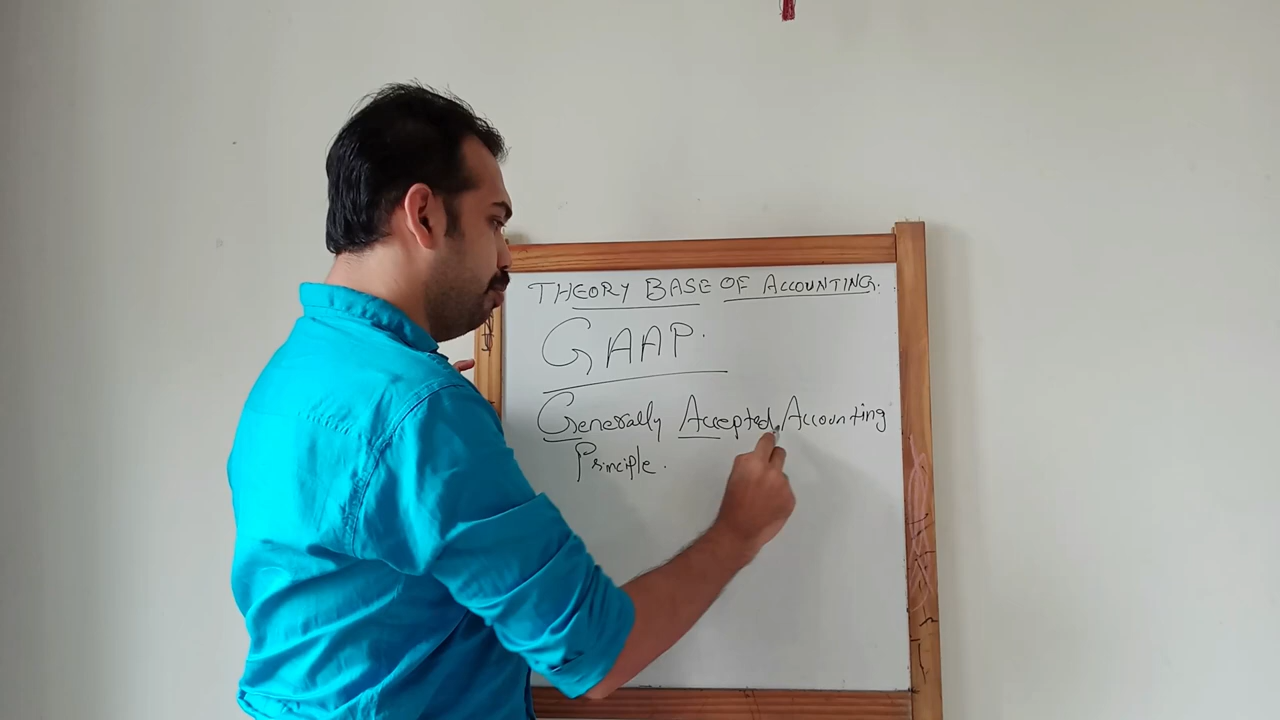 THEORY BASE OF ACCOUNTING.
GAAP.
Generally Accepted Accounting
Principle.